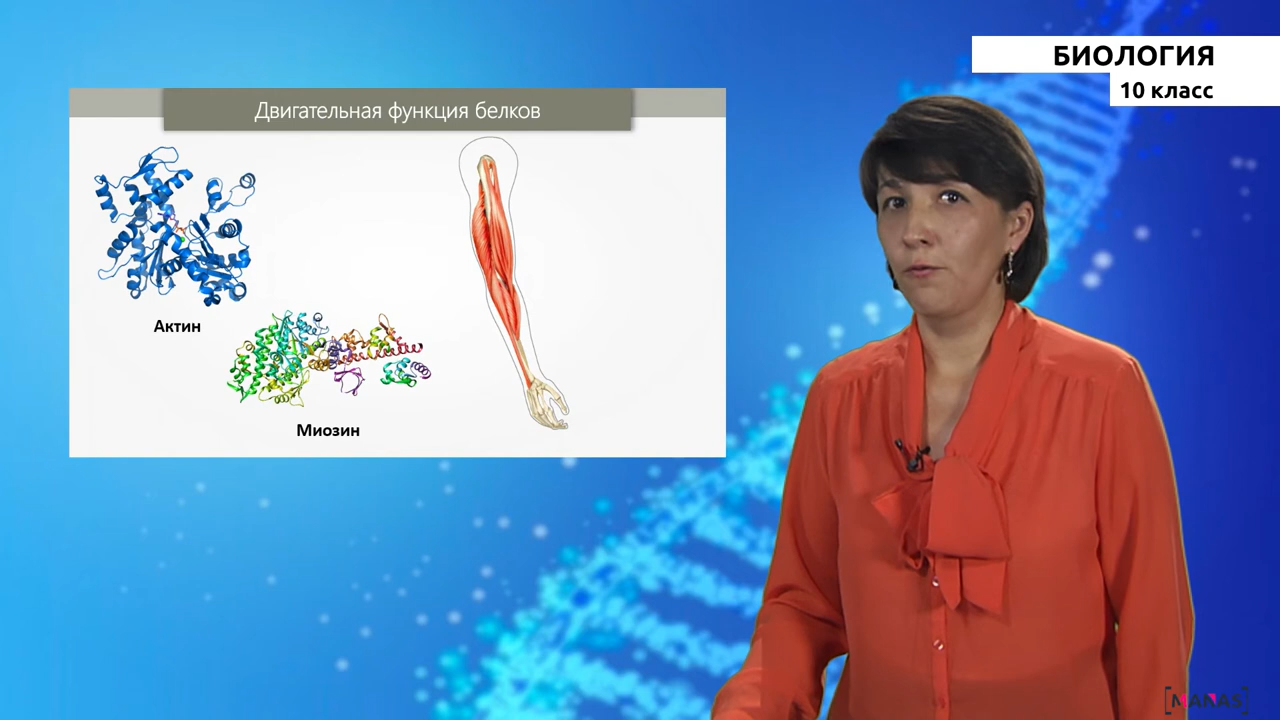 БИОЛОГИЯ
10 класс
Двигательная функция белков
Актин
Миозин
MANAS